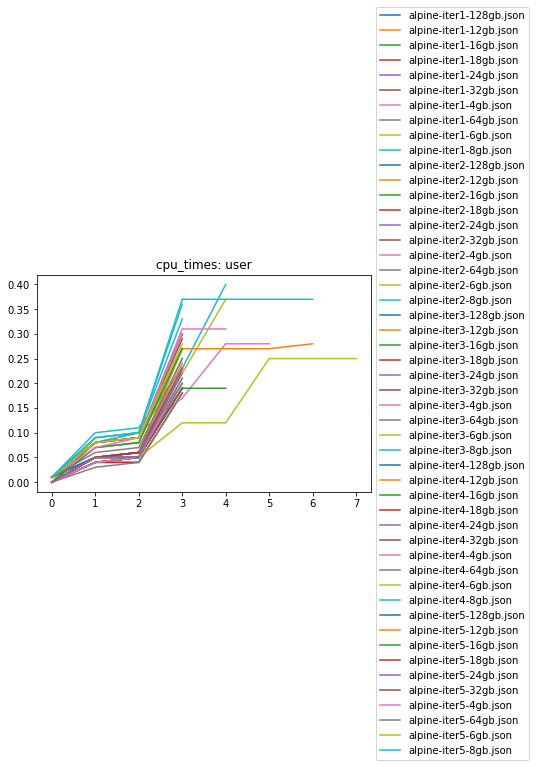 cpu_times: user
0.40
0.35
0.30
0.25
0.20
0.15
0.10
0.05
0.00
0 1 2 3 4 5 6 7
alpine-iter1-128gb.json
alpine-iter1-12gb.json
alpine-iter1-16gb.json
alpine-iter1-18gb.json
alpine-iter1-24gb.json
alpine-iter1-32gb.json
alpine-iter1-4gb.json
alpine-iter1-64gb.json
alpine-iter1-6gb.json
alpine-iter1-8gb.json
alpine-iter2-128gb.json
alpine-iter2-12gb.json
alpine-iter2-16gb.json
alpine-iter2-18gb.json
alpine-iter2-24gb.json
alpine-iter2-32gb.json
alpine-iter2-4gb.json
alpine-iter2-64gb.json
alpine-iter2-6gb.json
alpine-iter2-8gb.json
alpine-iter3-128gb.json
alpine-iter3-12gb.json
alpine-iter3-16gb.json
alpine-iter3-18gb.json
alpine-iter3-24gb.json
alpine-iter3-32gb.json
alpine-iter3-4gb.json
alpine-iter3-64gb.json
alpine-iter3-6gb.json
alpine-iter3-8gb.json
alpine-iter4-128gb.json
alpine-iter4-12gb.json
alpine-iter4-16gb.json
alpine-iter4-18gb.json
alpine-iter4-24gb.json
alpine-iter4-32gb.json
alpine-iter4-4gb.json
alpine-iter4-64gb.json
alpine-iter4-6gb.json
alpine-iter4-8gb.json
alpine-iter5-128gb.json
alpine-iter5-12gb.json
alpine-iter5-16gb.json
alpine-iter5-18gb.json
alpine-iter5-24gb.json
alpine-iter5-32gb.json
alpine-iter5-4gb.json
alpine-iter5-64gb.json
alpine-iter5-6gb.json
alpine-iter5-8gb.json